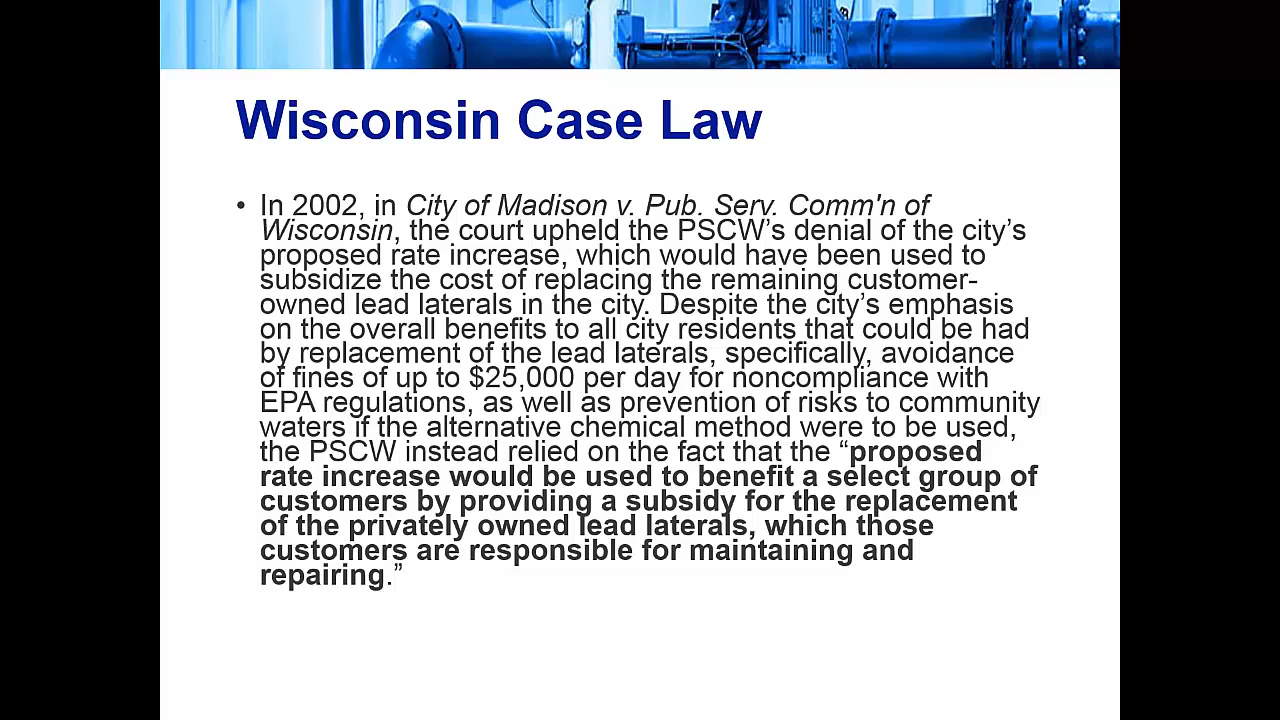 Wisconsin Case Law
• In 2002, in City of Madison v. Pub. Serv. Comm'n of
Wisconsin, the court upheld the PSCW’s denial of the city’s
proposed rate increase, which would have been used to
subsidize the cost of replacing the remaining customer-
owned lead laterals in the city. Despite the city’s emphasis
on the overall benefits to all city residents that could be had
by replacement of the lead laterals, specifically, avoidance
of fines of up to $25,000 per day for noncompliance with
EPA regulations, as well as prevention of risks to community
waters if the alternative chemical method were to be used,
the PSCW instead relied on the fact that the “proposed
rate increase would be used to benefit a select group of
customers by providing a subsidy for the replacement
of the privately owned lead laterals, which those
customers are responsible for maintaining and
repairing.”